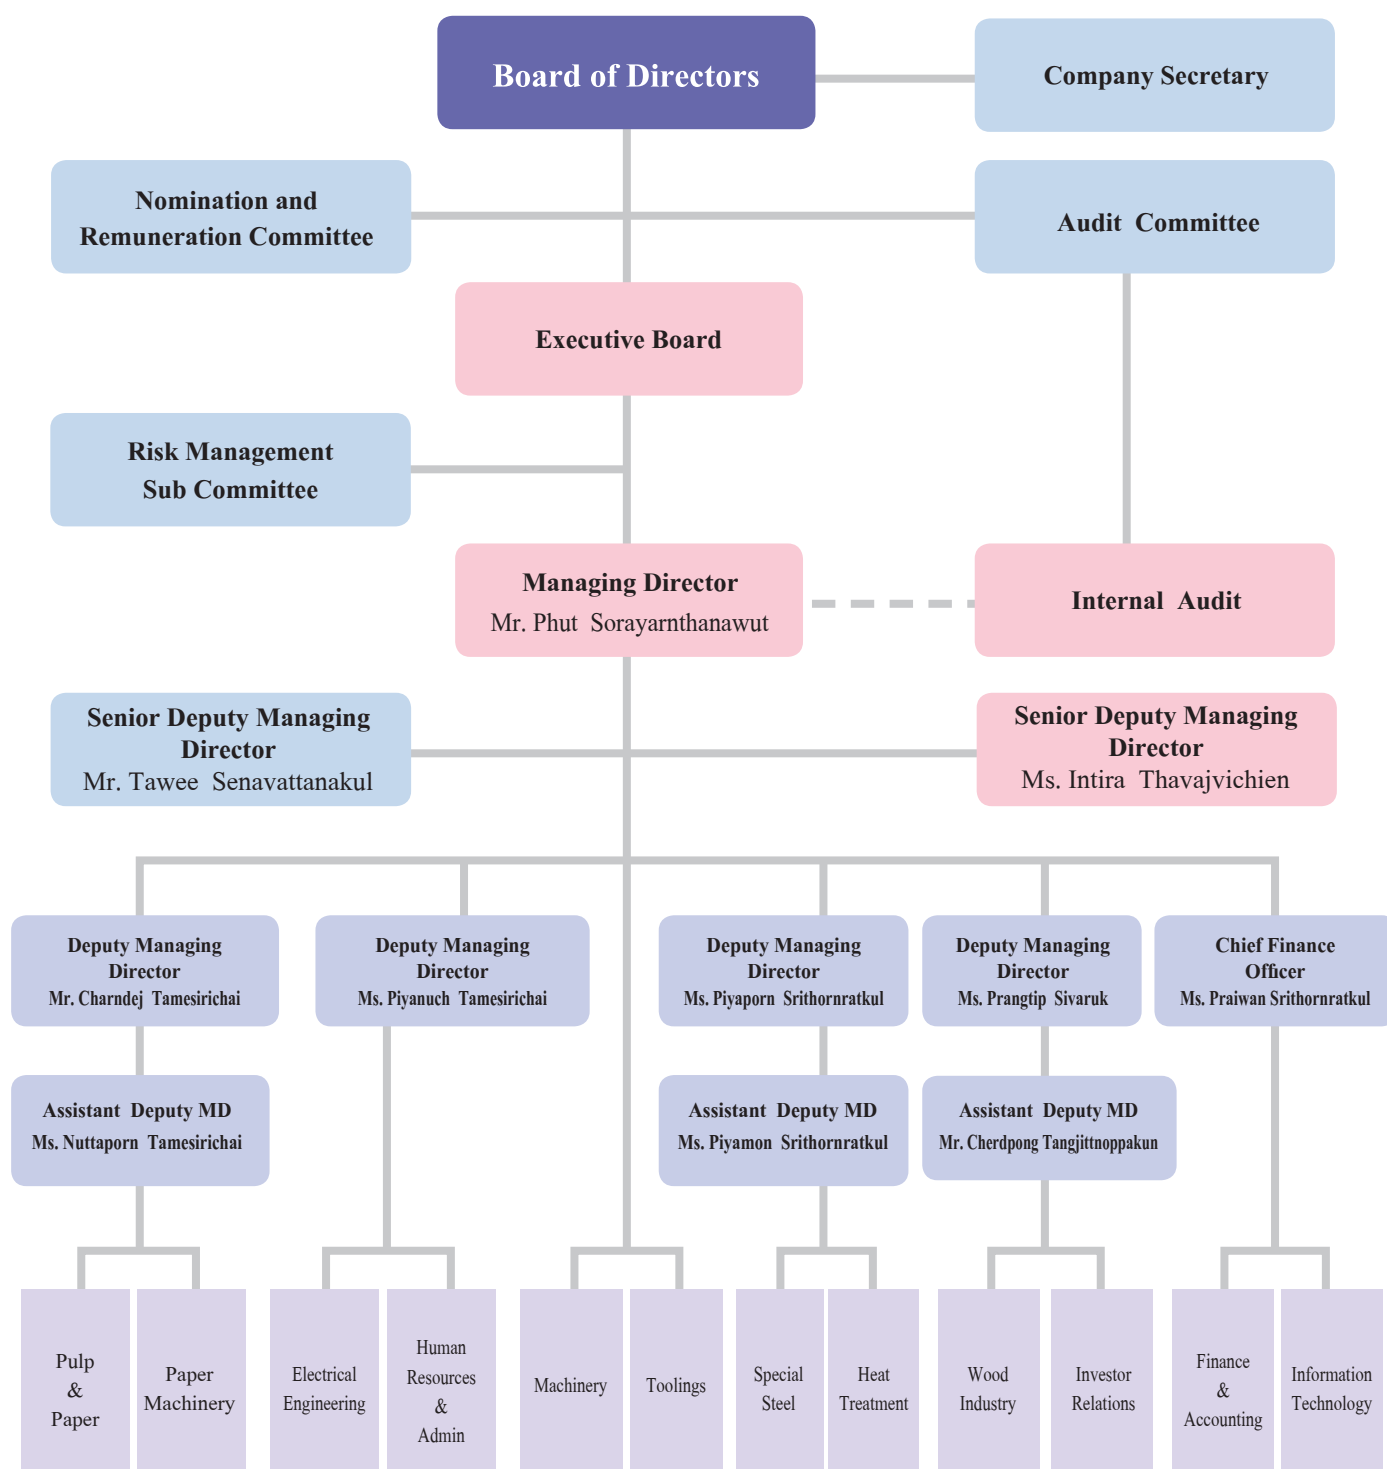 Board of Directors
Company Secretary
Nomination and
Remuneration Committee
Audit Committee
Executive Board
Risk Management
Sub Committee
Managing Director
Mr. Phut Sorayarnthanawut
Internal Audit
Senior Deputy Managing
Director
Mr. Tawee Senavattanakul
Senior Deputy Managing
Director
Ms. Intira Thavajvichien
Deputy Managing
Director
Mr. Charndej Tamesirichai
Deputy Managing
Director
Ms. Piyanuch Tamesirichai
Deputy Managing
Director
Ms. Piyaporn Srithornratkul
Deputy Managing
Director
Ms. Prangtip Sivaruk
Chief Finance
Officer
Ms. Praiwan Srithornratkul
Assistant Deputy MD
Ms. Nuttaporn Tamesirichai
Assistant Deputy MD
Ms. Piyamon Srithornratkul
Assistant Deputy MD
Mr. Cherdpong Tangjittnoppakun
Pulp
&
Paper
Paper
Machinery
Electrical
Engineering
Human
Resources
&
Admin
Machinery
Toolings
Special
Steel
Heat
Treatment
Wood
Industry
Investor
Relations
Finance
&
Accounting
Information
Technology